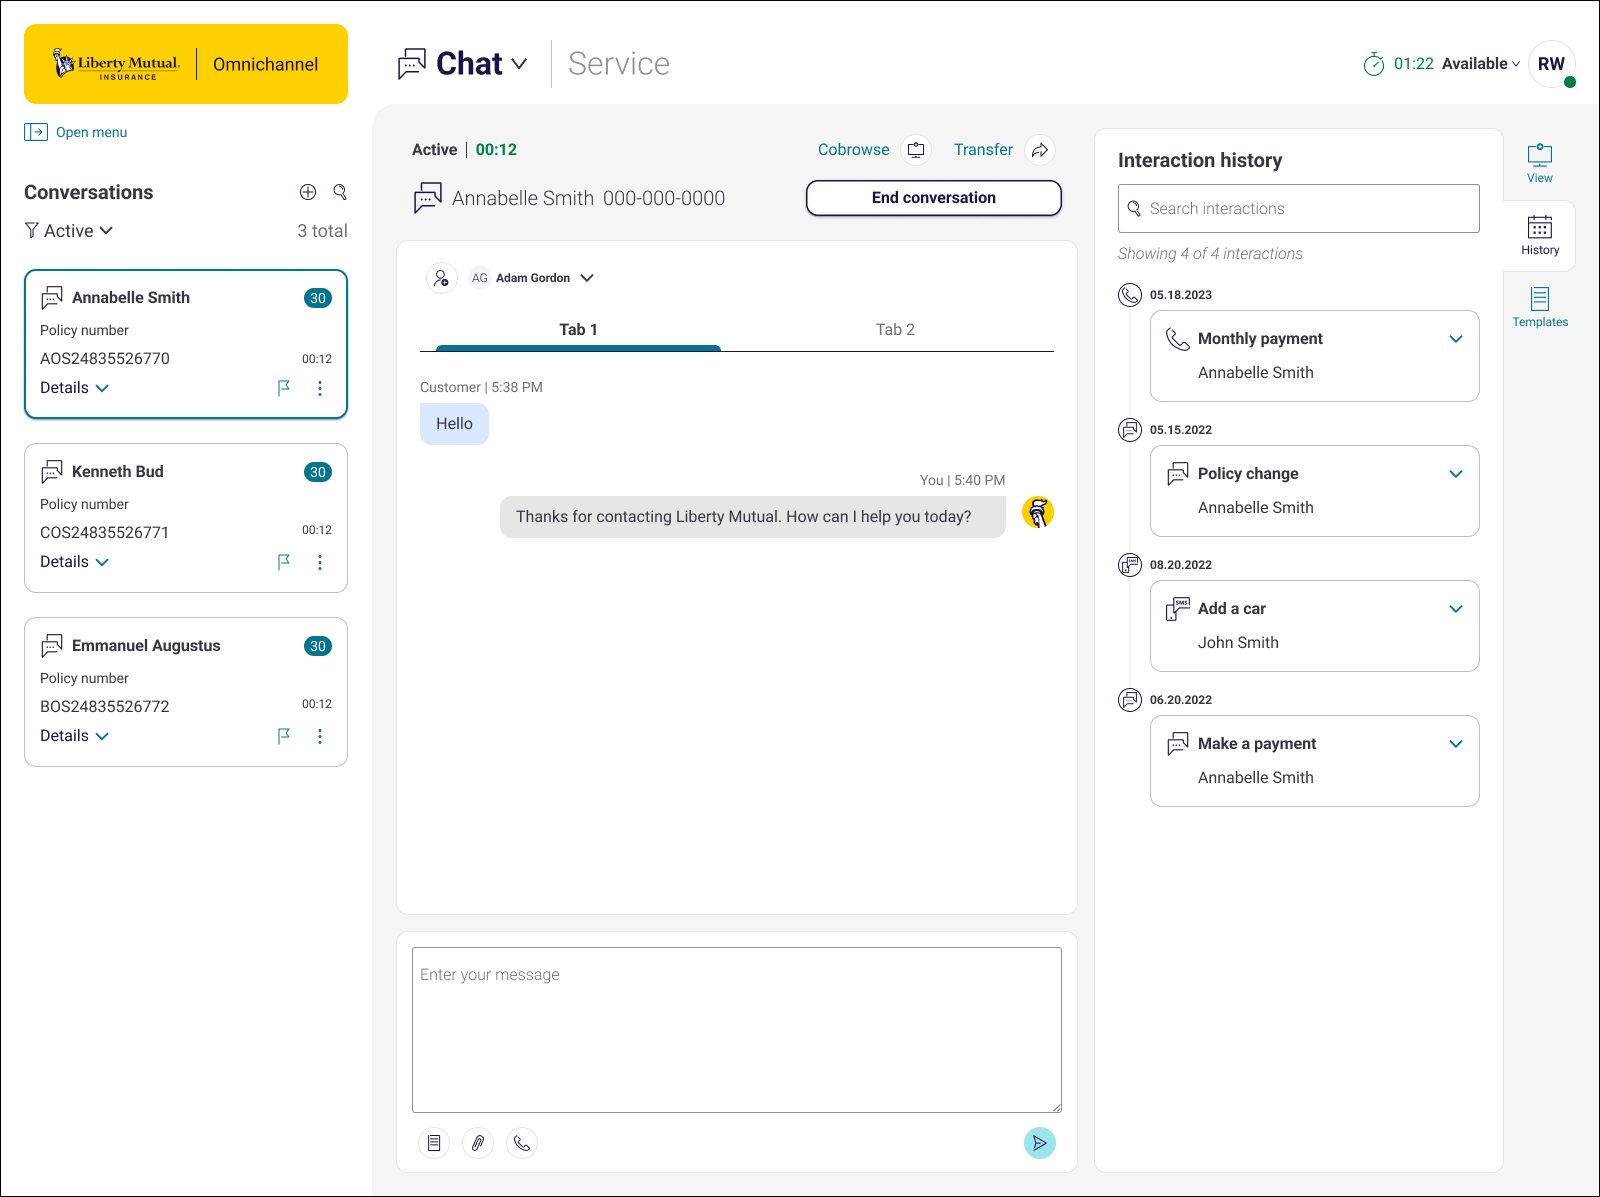 Liberty Mutual.
INSURANCE
Omnichannel
Open menu
Conversations
Active
3 total
Annabelle Smith
30
Policy number
AOS24835526770
00:12
Details
Kenneth Bud
30
Policy number
COS24835526771
00:12
Details
Emmanuel Augustus
30
Policy number
BOS24835526772
00:12
Details
Chat
Service
01:22
Available
RW
Active | 00:12
Cobrowse
Transfer
Annabelle Smith 000-000-0000
End conversation
AG
Adam Gordon
Tab 1
Tab 2
Customer | 5:38 PM
Hello
You | 5:40 PM
Thanks for contacting Liberty Mutual. How can I help you today?
Enter your message
Interaction history
Search interactions
Showing 4 of 4 interactions
05.18.2023
Monthly payment
Annabelle Smith
05.15.2022
Policy change
Annabelle Smith
08.20.2022
SMS
Add a car
John Smith
06.20.2022
Make a payment
Annabelle Smith
View
History
Templates